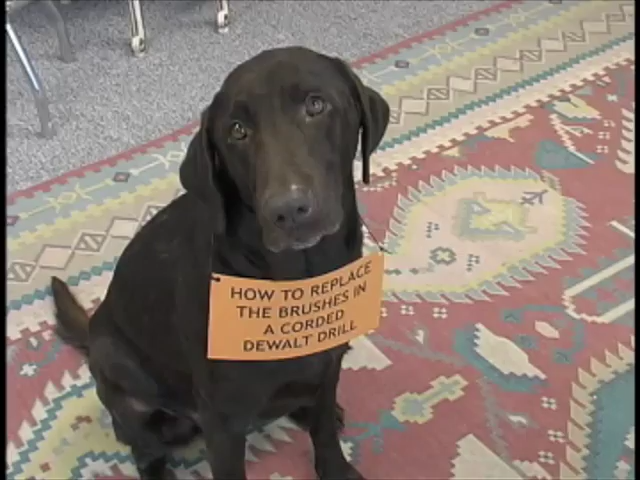 HOW TO REPLACE
THE BRUSHES IN
A CORDED
DEWALT DRILL